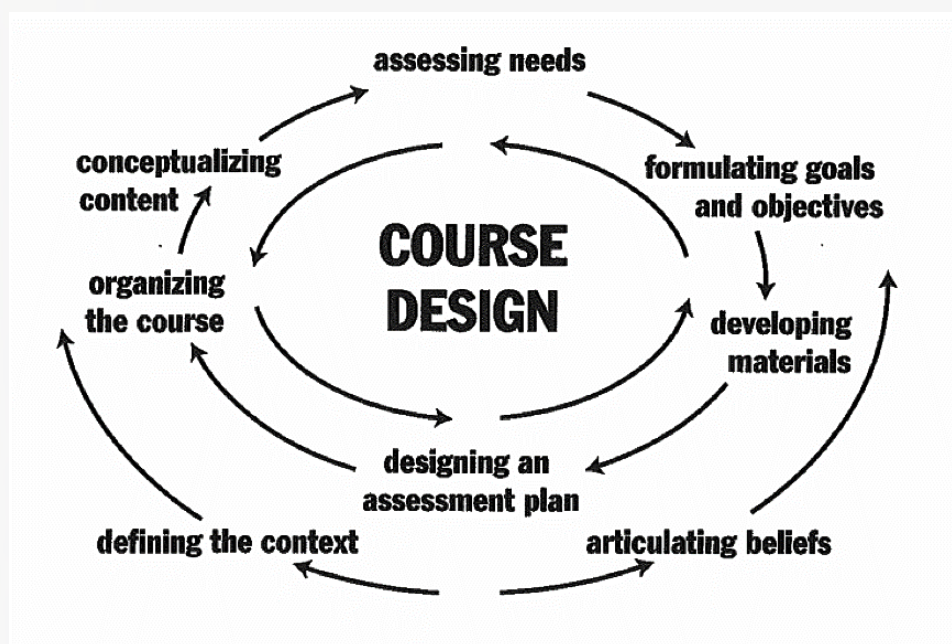 assessing needs
conceptualizing
content
formulating goals
and objectives
COURSE
DESIGN
organizing
the course
developing
materials
designing an
assessment plan
defining the context
articulating beliefs